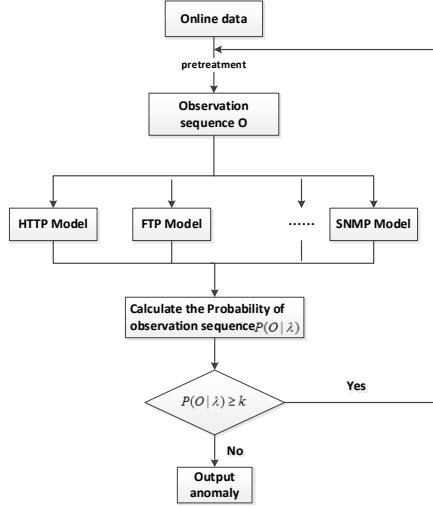 Online data
pretreatment
Observation
sequence O
HTTP Model
FTP Model
......
SNMP Model
Calculate the Probability of
observation sequence P(O | λ)
P(O | λ) ≥ k
Yes
No
Output
anomaly